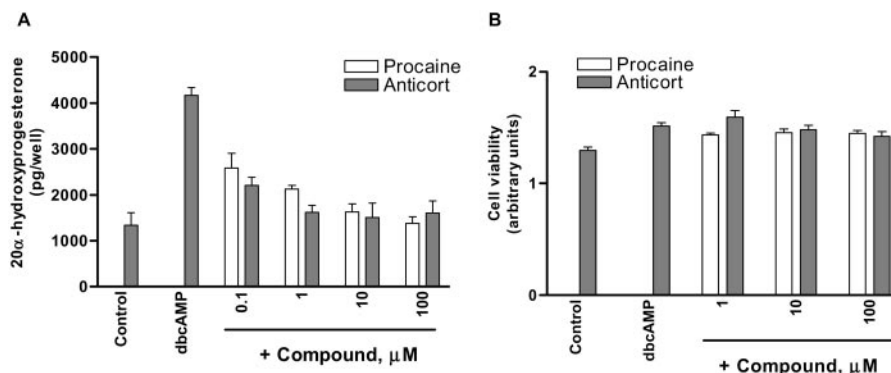 A
5000
4000
3000
2000
1000
0
20α-hydroxyprogesterone
(pg/well)
Procaine
Anticort
Control
dbcAMP
0.1
1
10
100
+ Compound, μM
B
2
1
0
Cell viability
(arbitrary units)
Procaine
Anticort
Control
dbcAMP
1
10
100
+ Compound, μM